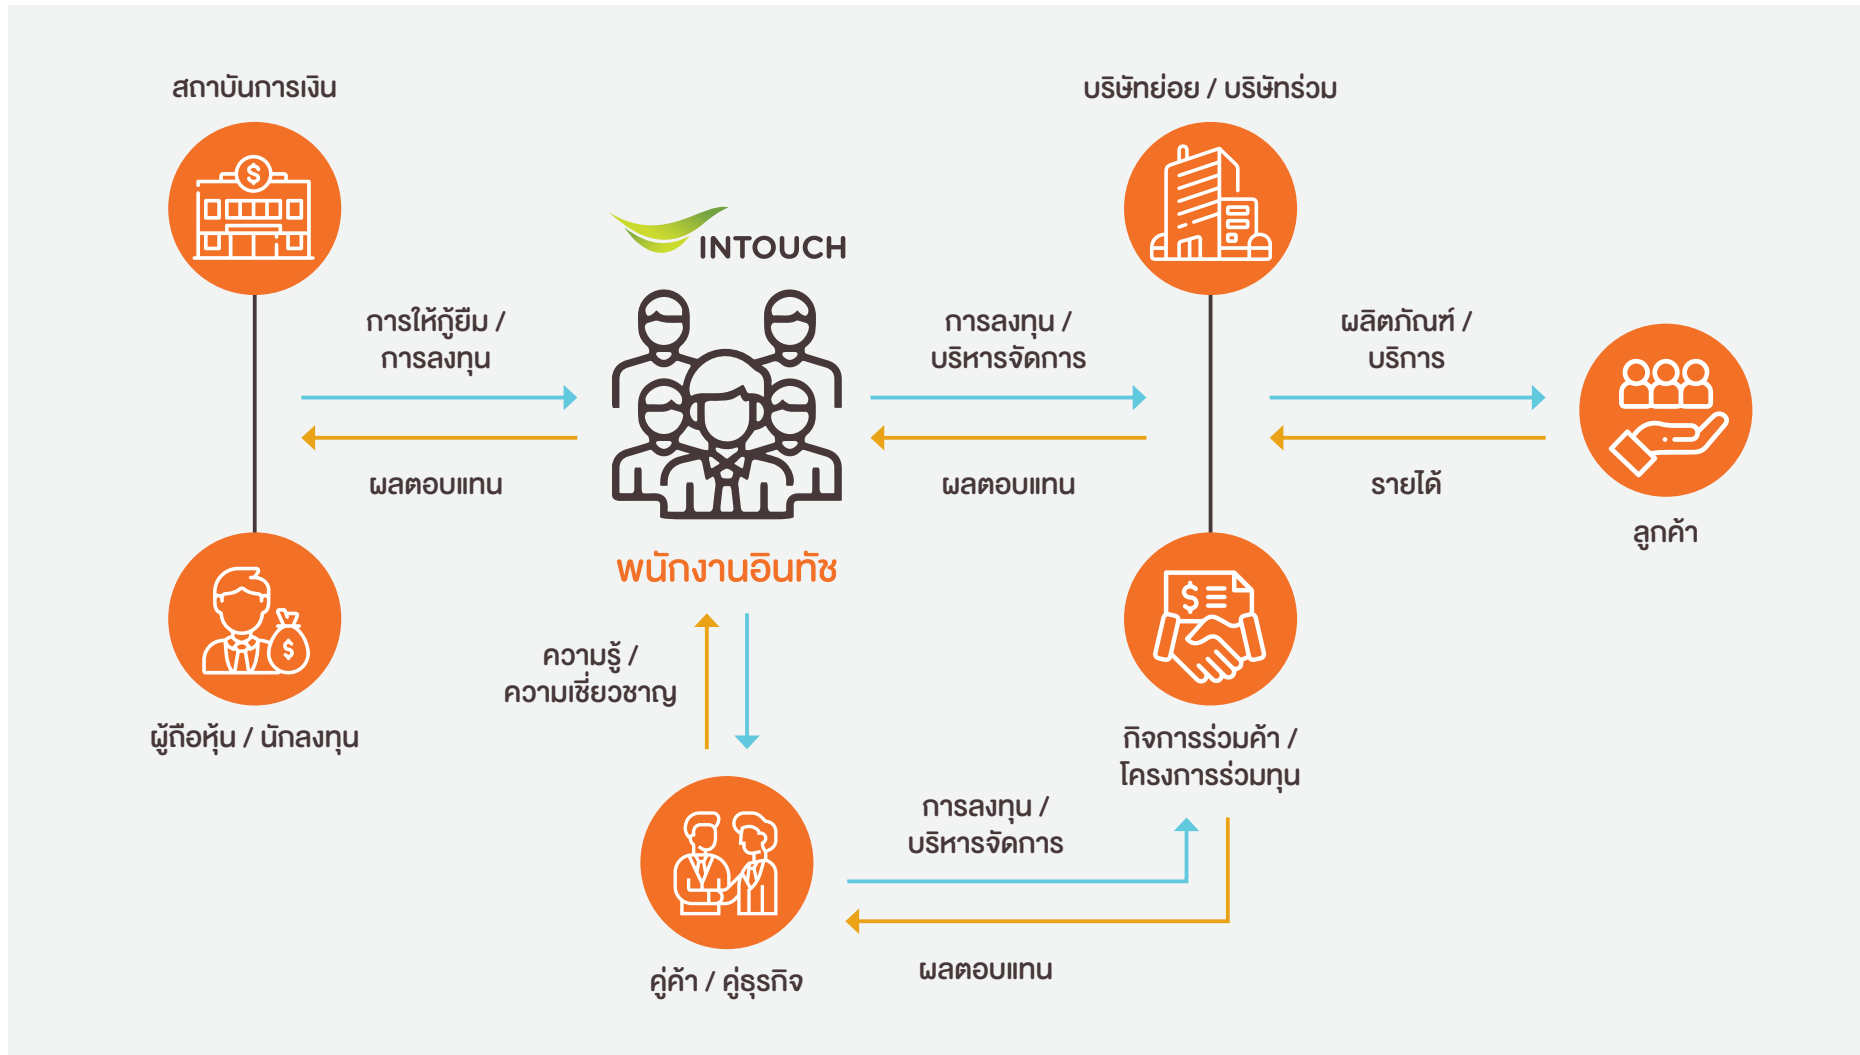 สถาบันการเงิน
บริษัทย่อย / บริษัทร่วม
INTOUCH
การให้กู้ยืม /
การลงทุน
การลงทุน /
บริหารจัดการ
ผลิตภัณฑ์ /
บริการ
ผลตอบแทน
ผลตอบแทน
รายได้
ลูกค้า
พนักงานอินทัช
ความรู้ /
ความเชี่ยวชาญ
ผู้ถือหุ้น / นักลงทุน
กิจการร่วมค้า /
โครงการร่วมทุน
การลงทุน /
บริหารจัดการ
ผลตอบแทน
คู่ค้า / คู่ธุรกิจ